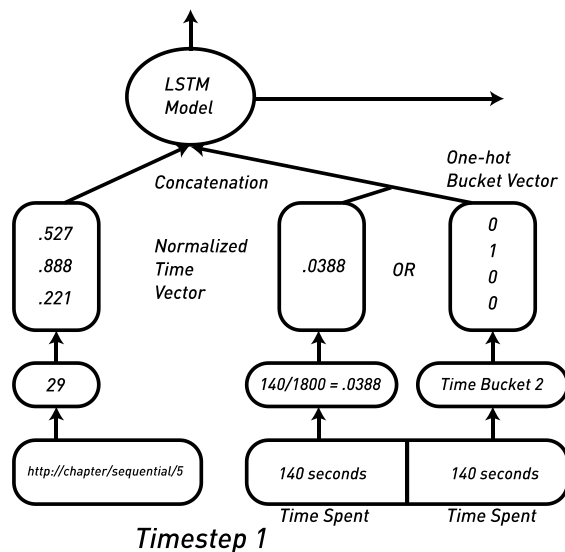 LSTM
Model
Concatenation
One-hot
Bucket Vector
.527
.888
.221
Normalized
Time
Vector
.0388
OR
0
1
0
0
29
140/1800 = .0388
Time Bucket 2
http://chapter/sequential/5
140 seconds
140 seconds
Time Spent
Time Spent
Timestep 1